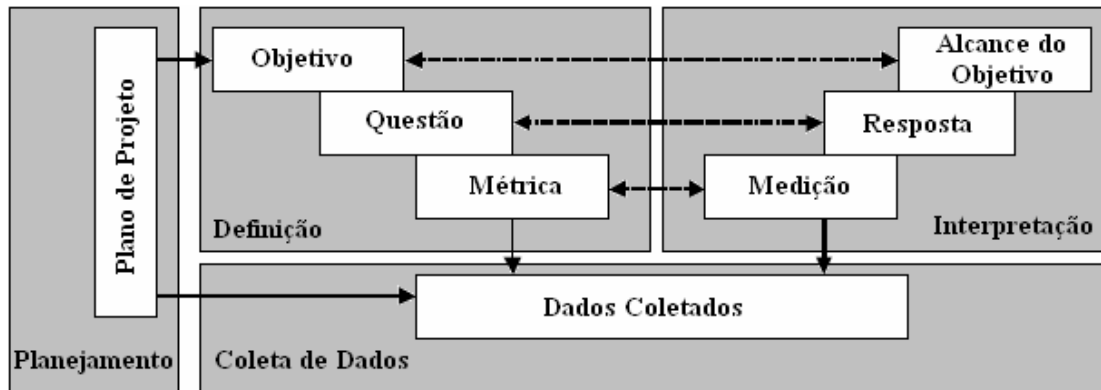 Plano de Projeto
Planejamento
Objetivo
Questão
Métrica
Definição
Alcance do
Objetivo
Resposta
Medição
Interpretação
Dados Coletados
Coleta de Dados